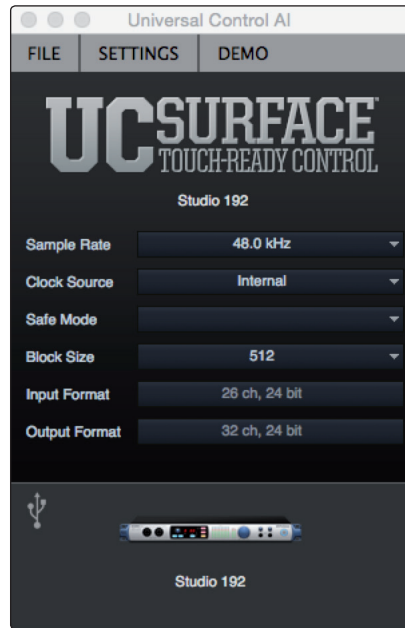 Universal Control AI
FILE SETTINGS DEMO
UC SURFACE
TOUCH-READY CONTROL
Studio 192
Sample Rate 48.0 kHz
Clock Source Internal
Safe Mode
Block Size 512
Input Format 26 ch, 24 bit
Output Format 32 ch, 24 bit
Studio 192